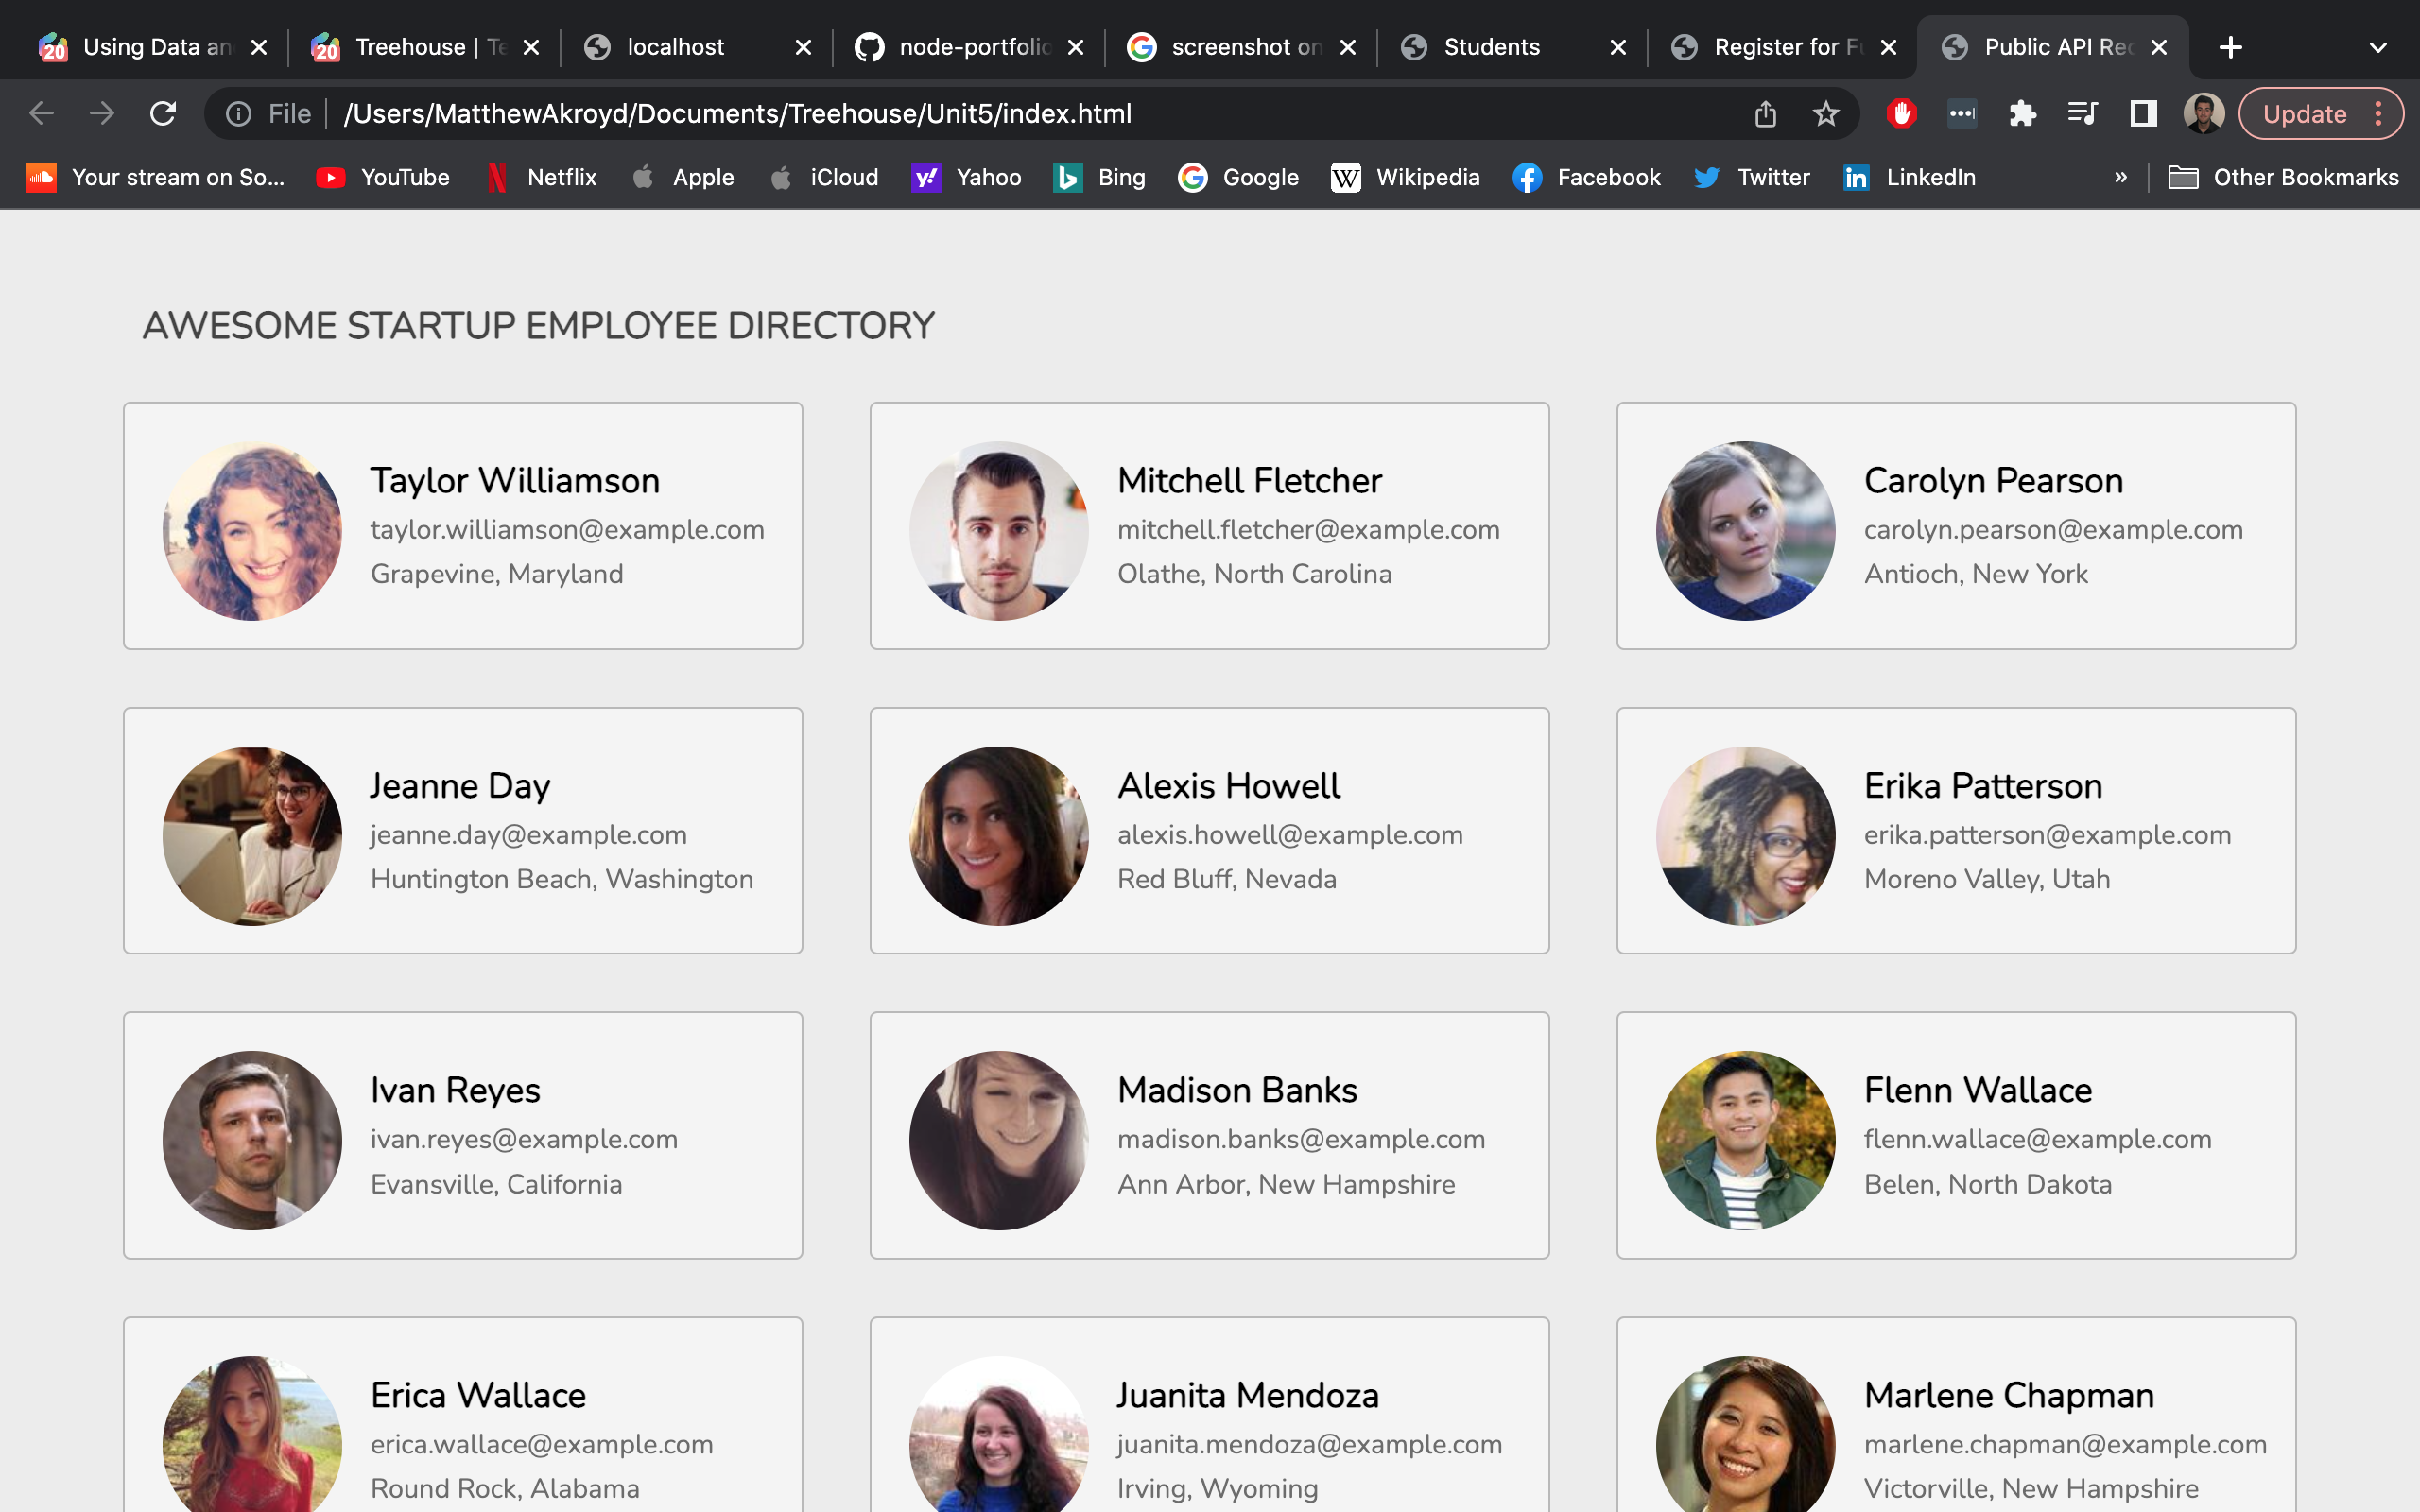 Using Data an
Treehouse | Te
localhost
node-portfolio
screenshot on
Students
Register for Fu
Public API Rec
File
/Users/MatthewAkroyd/Documents/Treehouse/Unit5/index.html
Update
Your stream on So...
YouTube
Netflix
Apple
iCloud
Yahoo
Bing
Google
Wikipedia
Facebook
Twitter
LinkedIn
»
Other Bookmarks
AWESOME STARTUP EMPLOYEE DIRECTORY
Taylor Williamson
taylor.williamson@example.com
Grapevine, Maryland
Mitchell Fletcher
mitchell.fletcher@example.com
Olathe, North Carolina
Carolyn Pearson
carolyn.pearson@example.com
Antioch, New York
Jeanne Day
jeanne.day@example.com
Huntington Beach, Washington
Alexis Howell
alexis.howell@example.com
Red Bluff, Nevada
Erika Patterson
erika.patterson@example.com
Moreno Valley, Utah
Ivan Reyes
ivan.reyes@example.com
Evansville, California
Madison Banks
madison.banks@example.com
Ann Arbor, New Hampshire
Flenn Wallace
flenn.wallace@example.com
Belen, North Dakota
Erica Wallace
erica.wallace@example.com
Round Rock, Alabama
Juanita Mendoza
juanita.mendoza@example.com
Irving, Wyoming
Marlene Chapman
marlene.chapman@example.com
Victorville, New Hampshire